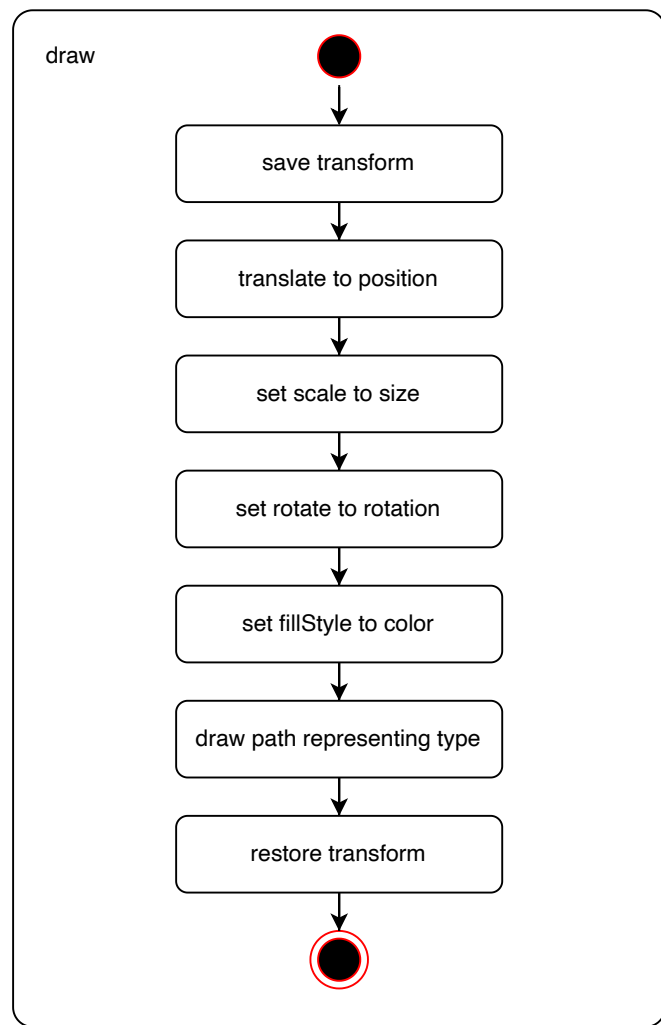 draw
save transform
translate to position
set scale to size
set rotate to rotation
set fillStyle to color
draw path representing type
restore transform